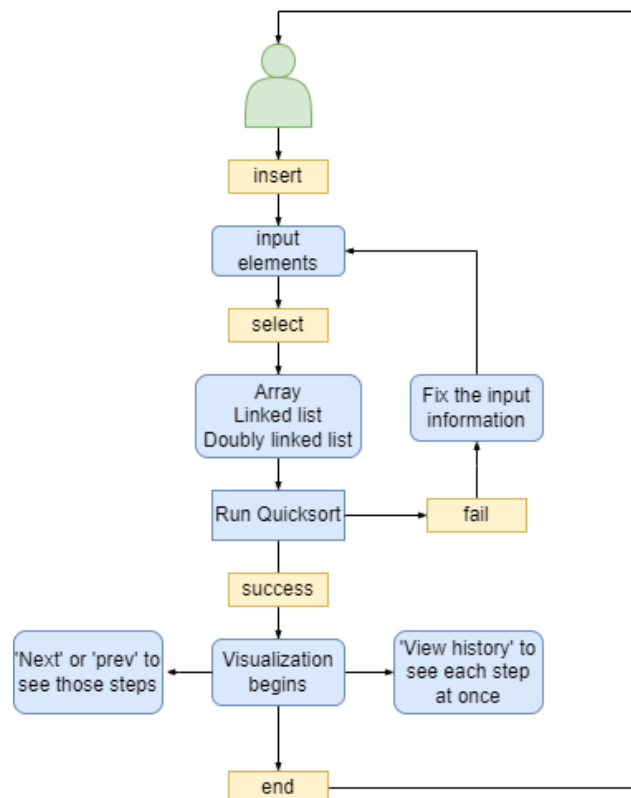 insert
input
elements
select
Array
Linked list
Doubly linked list
Fix the input
information
Run Quicksort
fail
success
'Next' or 'prev' to
see those steps
Visualization
begins
'View history' to
see each step
at once
end